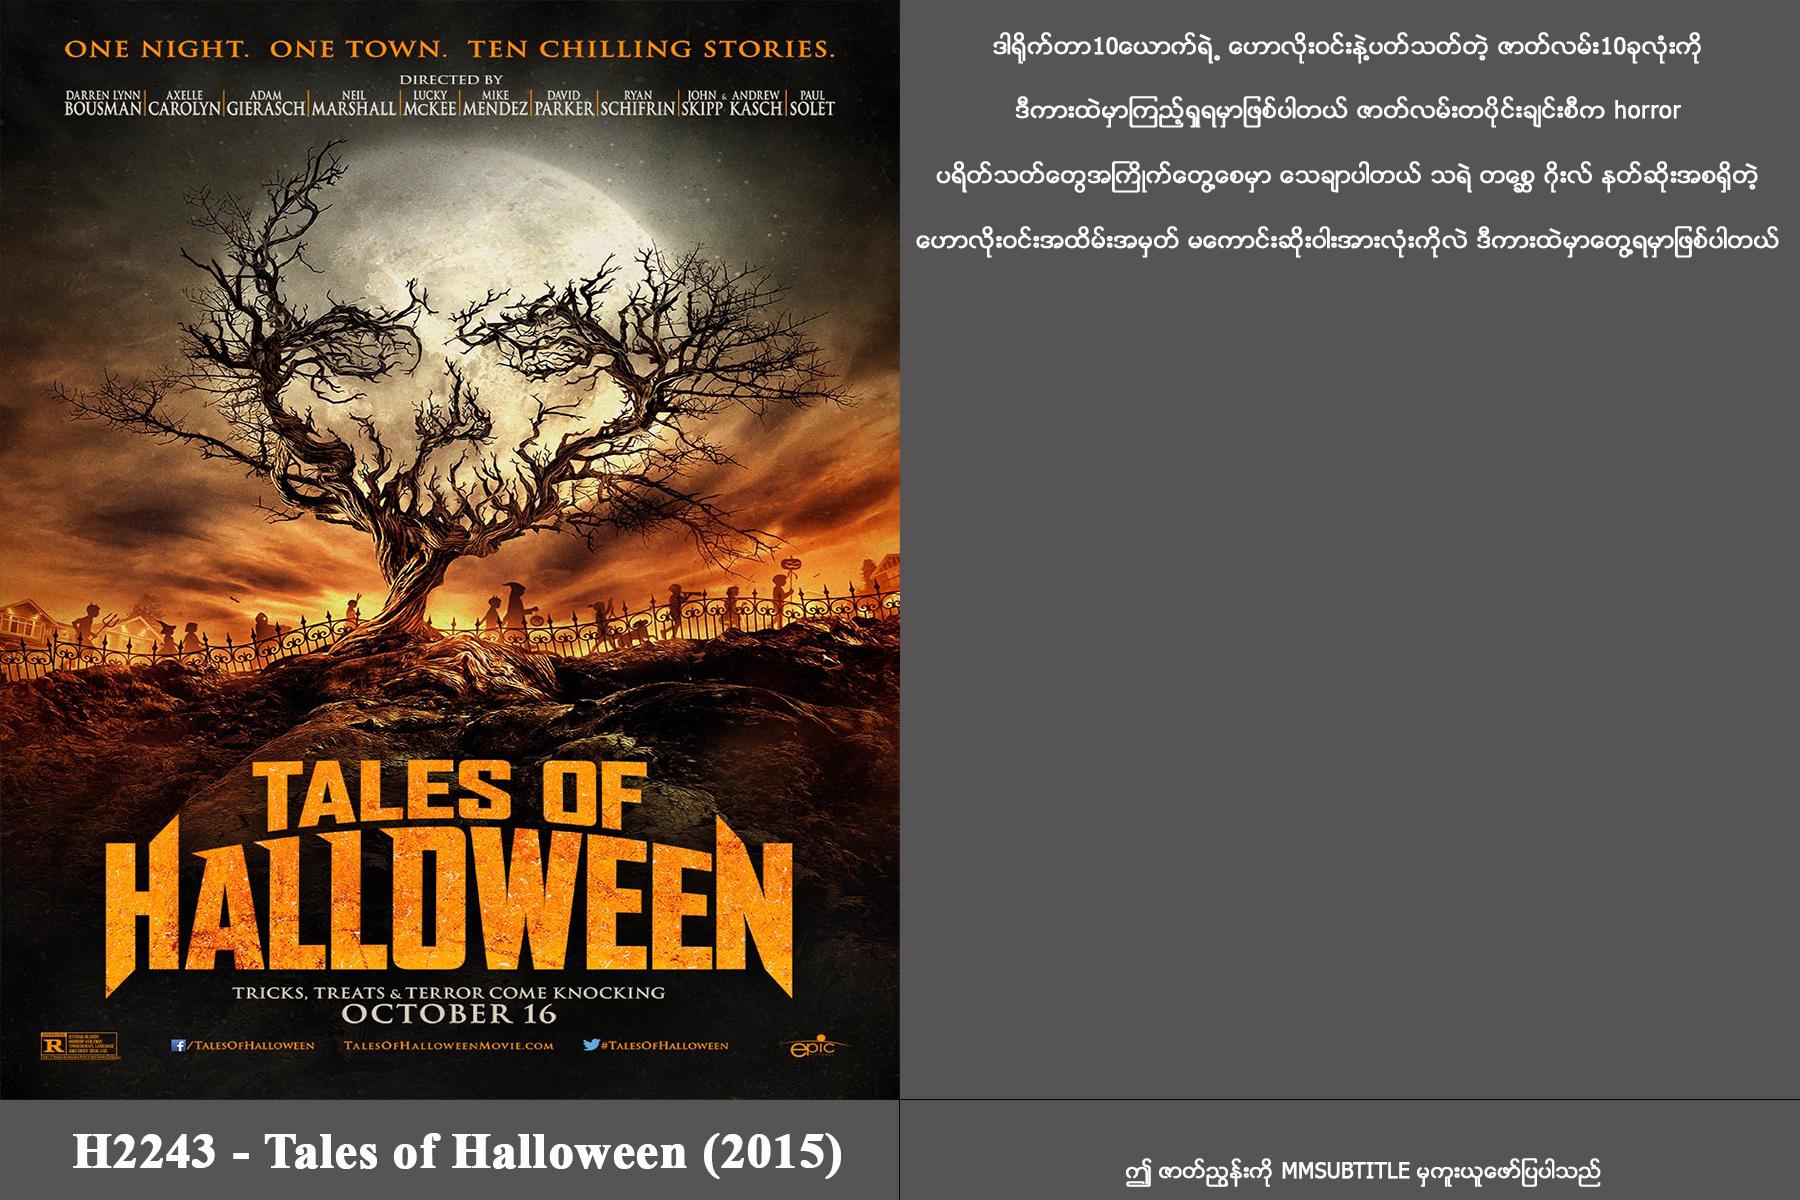 ONE NIGHT. ONE TOWN. TEN CHILLING STORIES.
DIRECTED BY
DARREN LYNN BOUSMAN | AXELLE CAROLYN | ADAM GIERASCH | NEIL MARSHALL | LUCKY MCKEE | MIKE MENDEZ | DAVID PARKER | RYAN SCHIFRIN | JOHN SKIPP & ANDREW KASCH | PAUL SOLET
TALES OF
HALLOWEEN
TRICKS, TREATS & TERROR COME KNOCKING
OCTOBER 16
R
/TALESOFHALLOWEEN TALESOFHALLOWEENMOVIE.COM #TALESOFHALLOWEEN epic
H2243 - Tales of Halloween (2015)
ဒါရိုက်တာ10ယောက်ရဲ့ ဟောလိုးဝင်းနဲ့ပတ်သတ်တဲ့ ဇာတ်လမ်း10ခုလုံးကို
ဒီကားထဲမှာကြည့်ရှုရမှာဖြစ်ပါတယ် ဇာတ်လမ်းတပိုင်းချင်းစီက horror
ပရိတ်သတ်တွေအကြိုက်တွေ့စေမှာ သေချာပါတယ် သရဲ တစ္ဆေ ဂိုးလ် နတ်ဆိုးအစရှိတဲ့
ဟောလိုးဝင်းအထိမ်းအမှတ် မကောင်းဆိုးဝါးအားလုံးကိုလဲ ဒီကားထဲမှာတွေ့ရမှာဖြစ်ပါတယ်
ဤ ဇာတ်ညွှန်းကို MMSUBTITLE မှကူးယူဖော်ပြပါသည်